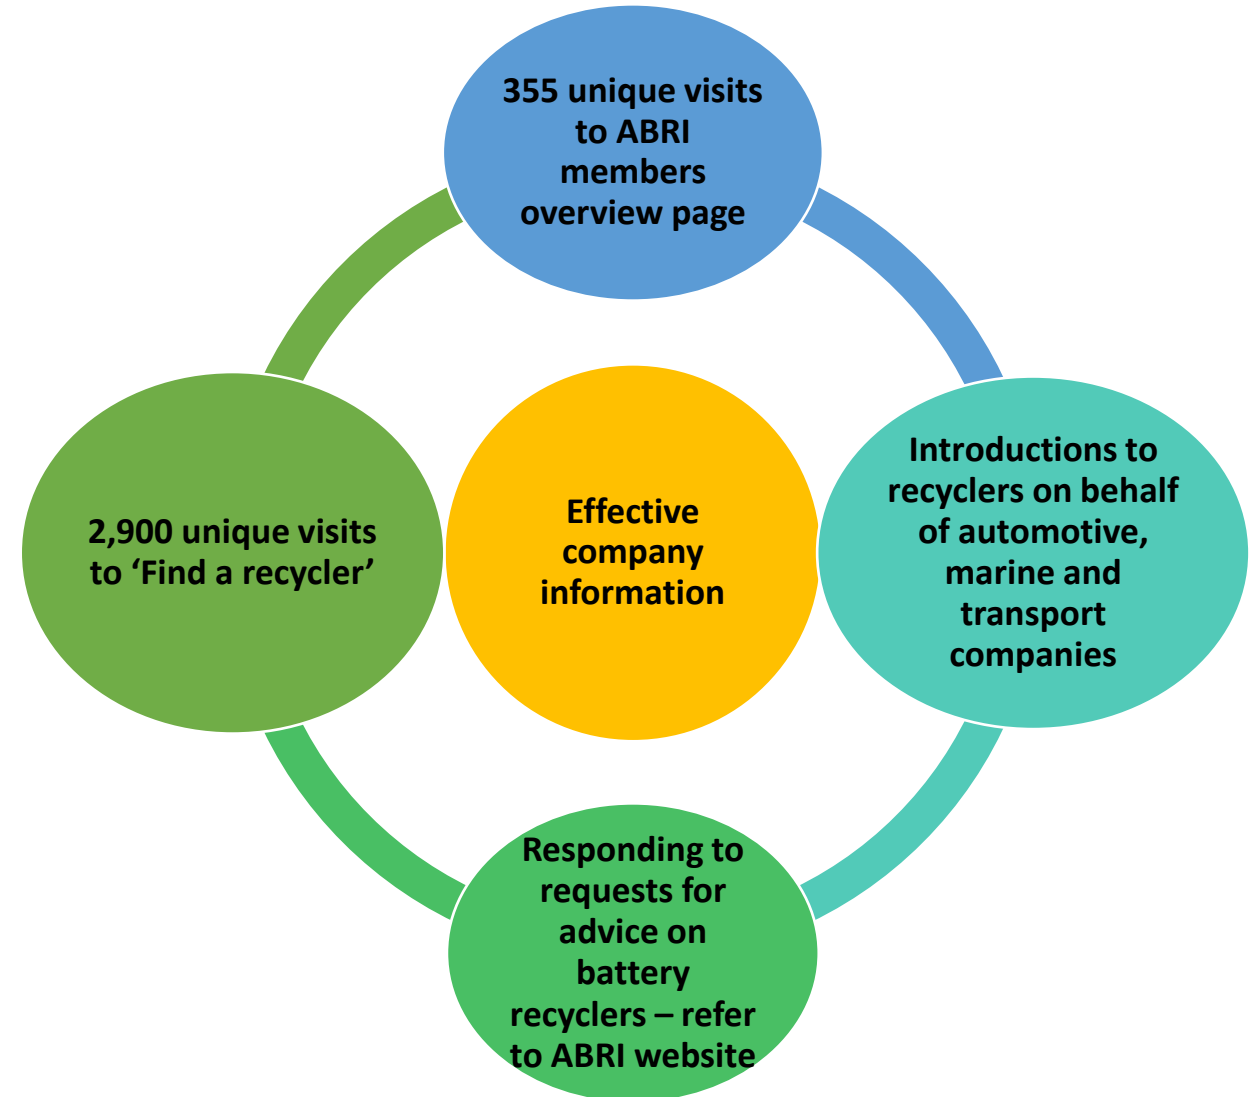 355 unique visits
to ABRI
members
overview page
Introductions to
recyclers on behalf
of automotive,
marine and
transport
companies
Responding to
requests for
advice on
battery
recyclers – refer
to ABRI website
2,900 unique visits
to ‘Find a recycler’
Effective
company
information